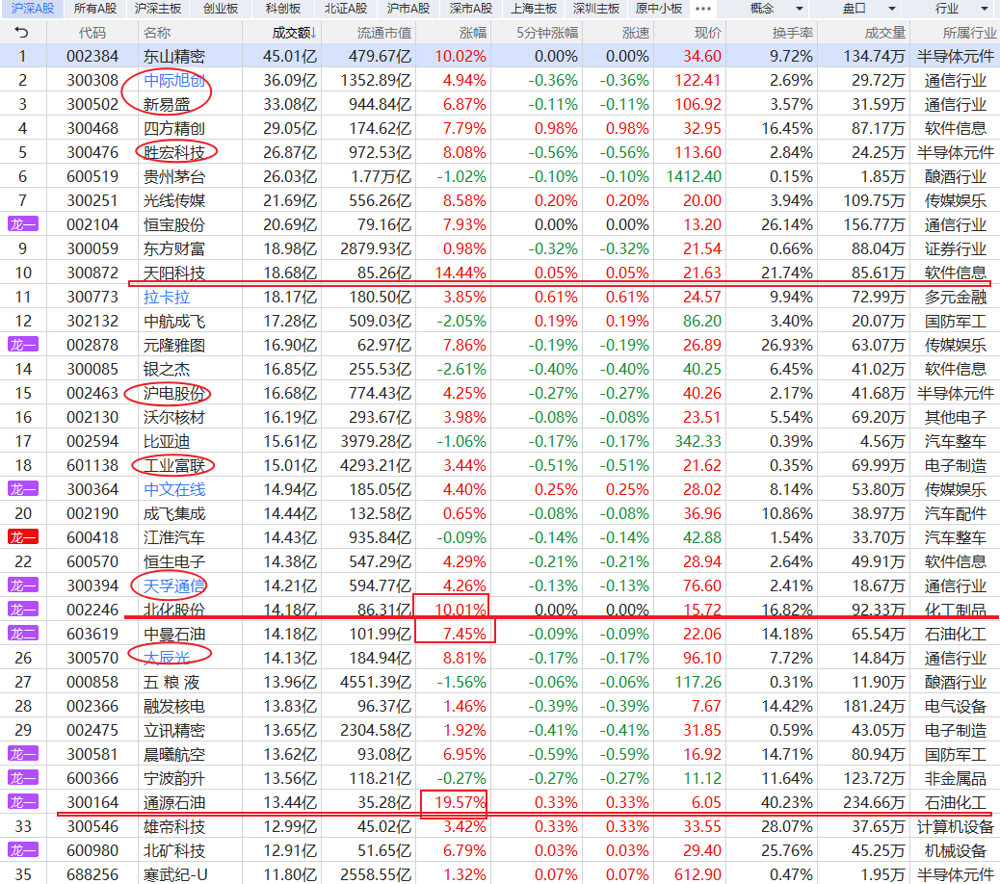 沪深A股 所有A股 沪深主板 创业板 科创板 北证A股 沪市A股 深市A股 上海主板 深圳主板 原中小板 ••• 概念 盘口 行业
代码 名称 成交额↓ 流通市值 涨幅 5分钟涨幅 涨速 现价 换手率 成交量 所属行业
1 002384 东山精密 45.01亿 479.67亿 10.02% 0.00% 0.00% 34.60 9.72% 134.74万 半导体元件
2 300308 中际旭创 36.09亿 1352.89亿 4.94% -0.36% -0.36% 122.41 2.69% 29.72万 通信行业
3 300502 新易盛 33.08亿 944.84亿 6.87% -0.11% -0.11% 106.92 3.57% 31.59万 通信行业
4 300468 四方精创 29.05亿 174.62亿 7.79% 0.98% 0.98% 32.95 16.45% 87.17万 软件信息
5 300476 胜宏科技 26.87亿 972.53亿 8.08% -0.56% -0.56% 113.60 2.84% 24.25万 半导体元件
6 600519 贵州茅台 26.03亿 1.77万亿 -1.02% -0.10% -0.10% 1412.40 0.15% 1.85万 酿酒行业
7 300251 光线传媒 21.69亿 556.26亿 8.58% 0.20% 0.20% 20.00 3.94% 109.75万 传媒娱乐
龙一 002104 恒宝股份 20.69亿 79.16亿 7.93% 0.00% 0.00% 13.20 26.14% 156.77万 通信行业
9 300059 东方财富 18.98亿 2879.93亿 0.98% -0.32% -0.32% 21.54 0.66% 88.04万 证券行业
10 300872 天阳科技 18.68亿 85.26亿 14.44% 0.05% 0.05% 21.63 21.74% 85.61万 软件信息
11 300773 拉卡拉 18.17亿 180.50亿 3.85% 0.61% 0.61% 24.57 9.94% 72.99万 多元金融
12 302132 中航成飞 17.28亿 509.03亿 -2.05% 0.19% 0.19% 86.20 3.40% 20.07万 国防军工
龙一 002878 元隆雅图 16.90亿 62.97亿 7.86% -0.19% -0.19% 26.89 26.93% 63.07万 传媒娱乐
14 300085 银之杰 16.85亿 255.53亿 -2.61% -0.40% -0.40% 40.25 6.45% 41.02万 软件信息
15 002463 沪电股份 16.68亿 774.43亿 4.25% -0.27% -0.27% 40.26 2.17% 41.68万 半导体元件
16 002130 沃尔核材 16.19亿 293.67亿 3.98% -0.08% -0.08% 23.51 5.54% 69.20万 其他电子
17 002594 比亚迪 15.61亿 3979.28亿 -1.06% -0.17% -0.17% 342.33 0.39% 4.56万 汽车整车
18 601138 工业富联 15.01亿 4293.21亿 3.44% -0.51% -0.51% 21.62 0.35% 69.99万 电子制造
龙一 300364 中文在线 14.94亿 185.05亿 4.40% 0.25% 0.25% 28.02 8.14% 53.80万 传媒娱乐
20 002190 成飞集成 14.44亿 132.58亿 0.65% -0.08% -0.08% 36.96 10.86% 38.97万 汽车配件
龙一 600418 江淮汽车 14.43亿 935.84亿 -0.09% -0.14% -0.14% 42.88 1.54% 33.70万 汽车整车
22 600570 恒生电子 14.38亿 547.29亿 4.29% -0.21% -0.21% 28.94 2.64% 49.91万 软件信息
龙一 300394 天孚通信 14.21亿 594.77亿 4.26% -0.13% -0.13% 76.60 2.41% 18.67万 通信行业
龙一 002246 北化股份 14.18亿 86.31亿 10.01% 0.00% 0.00% 15.72 16.82% 92.33万 化工制品
龙二 603619 中曼石油 14.18亿 101.99亿 7.45% -0.09% -0.09% 22.06 14.18% 65.54万 石油化工
26 300570 太辰光 14.13亿 184.94亿 8.81% -0.17% -0.17% 96.10 7.72% 14.84万 通信行业
27 000858 五 粮 液 13.96亿 4551.39亿 -1.56% -0.06% -0.06% 117.26 0.31% 11.90万 酿酒行业
28 002366 融发核电 13.83亿 96.37亿 1.46% -0.39% -0.39% 7.67 14.42% 181.24万 电气设备
29 002475 立讯精密 13.65亿 2304.58亿 1.92% -0.41% -0.41% 31.85 0.59% 43.05万 电子制造
龙一 300581 晨曦航空 13.62亿 93.08亿 6.95% -0.59% -0.59% 16.92 14.71% 80.94万 国防军工
龙一 600366 宁波韵升 13.56亿 118.21亿 -0.27% -0.27% -0.27% 11.12 11.64% 123.72万 非金属品
龙一 300164 通源石油 13.44亿 35.28亿 19.57% 0.33% 0.33% 6.05 40.23% 234.66万 石油化工
33 300546 雄帝科技 12.99亿 45.02亿 3.42% 0.33% 0.33% 33.55 28.07% 37.65万 计算机设备
龙一 600980 北矿科技 12.91亿 51.65亿 6.79% 0.03% 0.03% 29.40 25.76% 45.25万 机械设备
35 688256 寒武纪-U 11.80亿 2558.55亿 1.32% 0.07% 0.07% 612.90 0.47% 1.95万 半导体元件